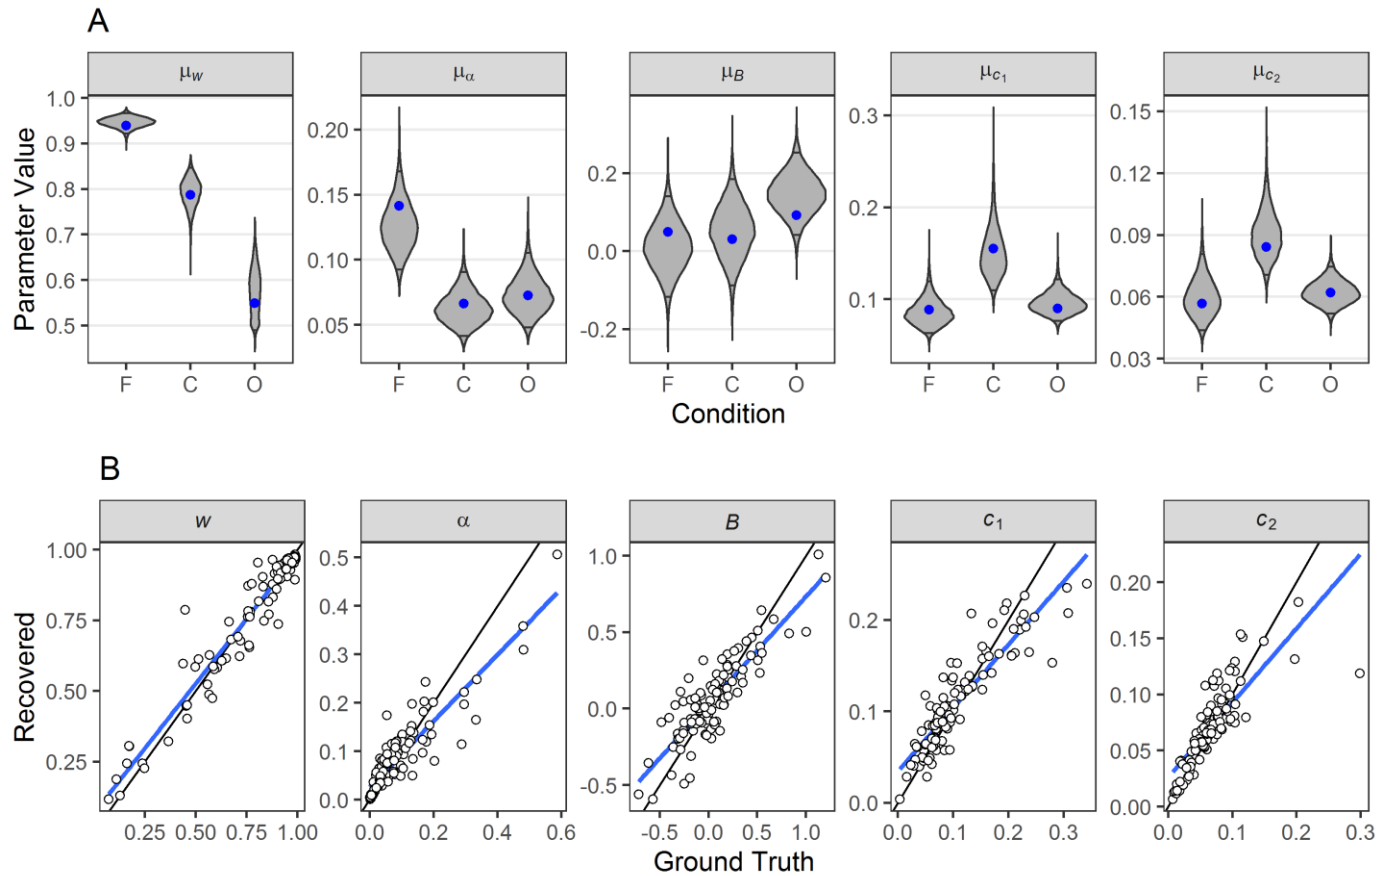 A
μw μα μB μc1 μc2
Parameter Value
1.0 0.9 0.8 0.7 0.6 0.5
0.20 0.15 0.10 0.05
0.2 0.0 -0.2
0.3 0.2 0.1
0.15 0.12 0.09 0.06 0.03
F C O F C O F C O F C O F C O
Condition
B
w α B c1 c2
Recovered
1.00 0.75 0.50 0.25
0.5 0.4 0.3 0.2 0.1 0.0
1.0 0.5 0.0 -0.5
0.2 0.1 0.0
0.20 0.15 0.10 0.05 0.00
0.25 0.50 0.75 1.00 0.0 0.2 0.4 0.6 -0.5 0.0 0.5 1.0 0.0 0.1 0.2 0.3 0.0 0.1 0.2 0.3
Ground Truth